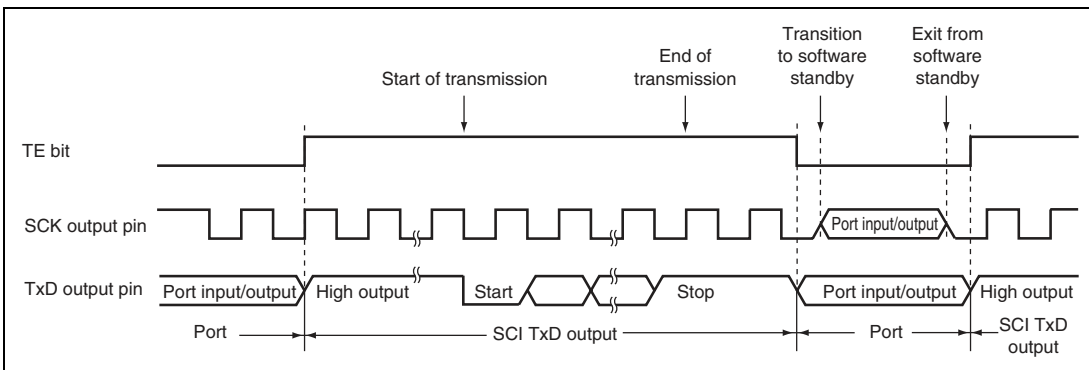 Transition
to software
standby
Exit from
software
standby
Start of transmission
End of
transmission
TE bit
SCK output pin
Port input/output
TxD output pin
Port input/output
High output
Start
Stop
Port input/output
High output
Port
SCI TxD output
Port
SCI TxD
output